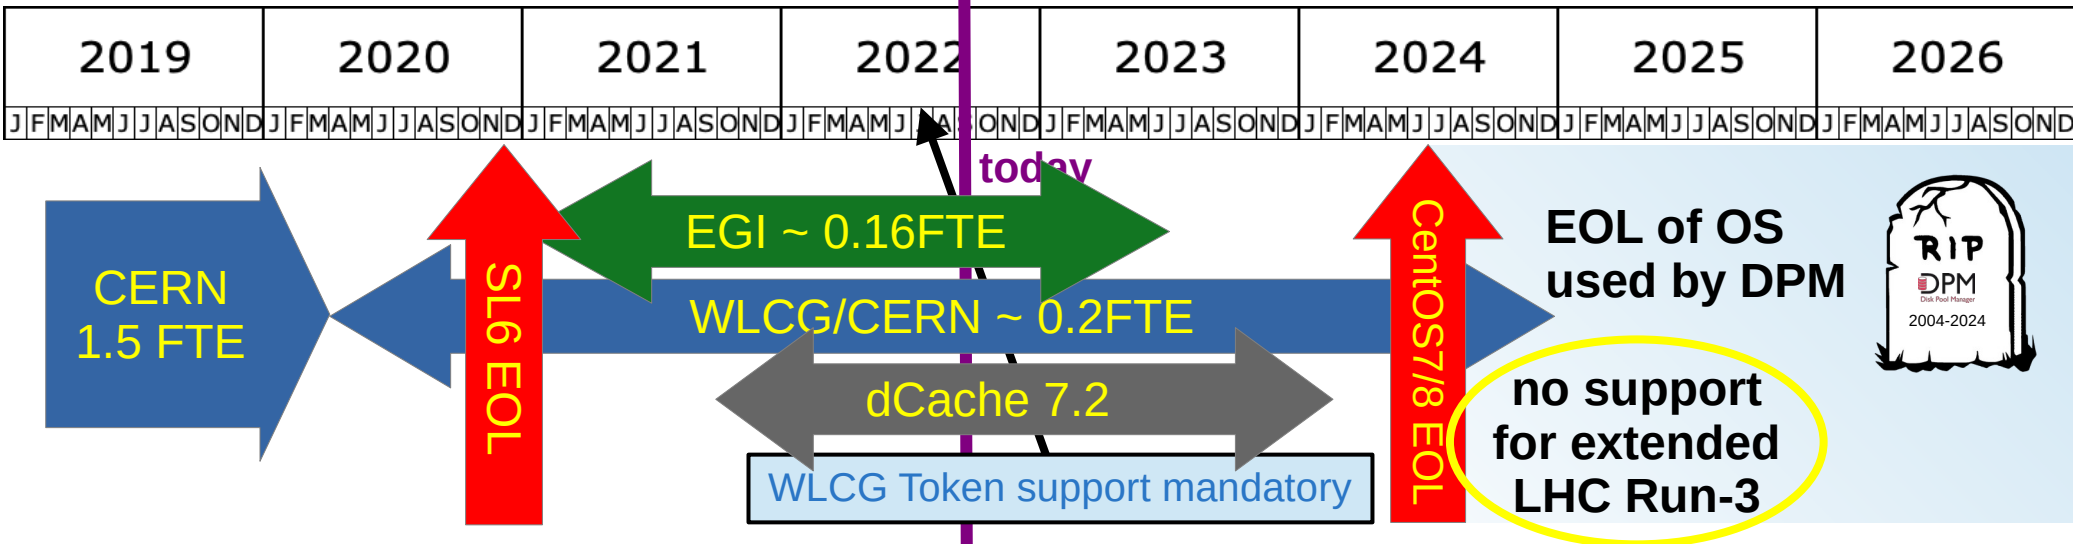 2019 2020 2021 2022 2023 2024 2025 2026
J F M A M J J A S O N D J F M A M J J A S O N D J F M A M J J A S O N D J F M A M J J A S O N D J F M A M J J A S O N D J F M A M J J A S O N D J F M A M J J A S O N D J F M A M J J A S O N D
today
CERN
1.5 FTE
SL6 EOL
EGI ~ 0.16FTE
WLCG/CERN ~ 0.2FTE
dCache 7.2
WLCG Token support mandatory
CentOS7/8 EOL
EOL of OS
used by DPM
no support
for extended
LHC Run-3
RIP
DPM
Disk Pool Manager
2004-2024